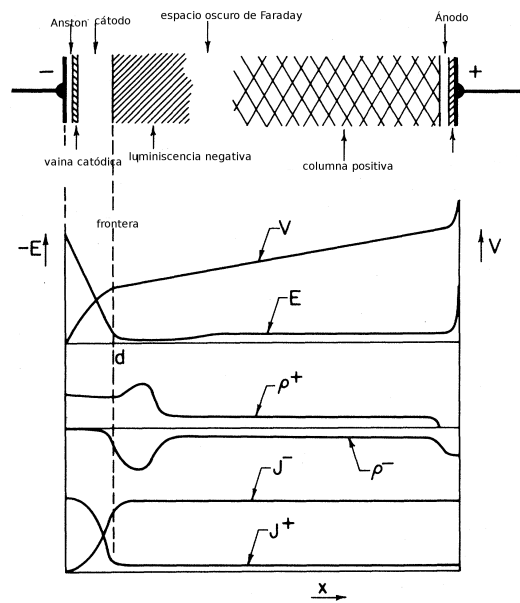 espacio oscuro de Faraday
Anston cátodo
Ánodo
−
+
vaina catódica
luminiscencia negativa
columna positiva
frontera
−E
V
V
E
d
ρ+
ρ−
J−
J+
x